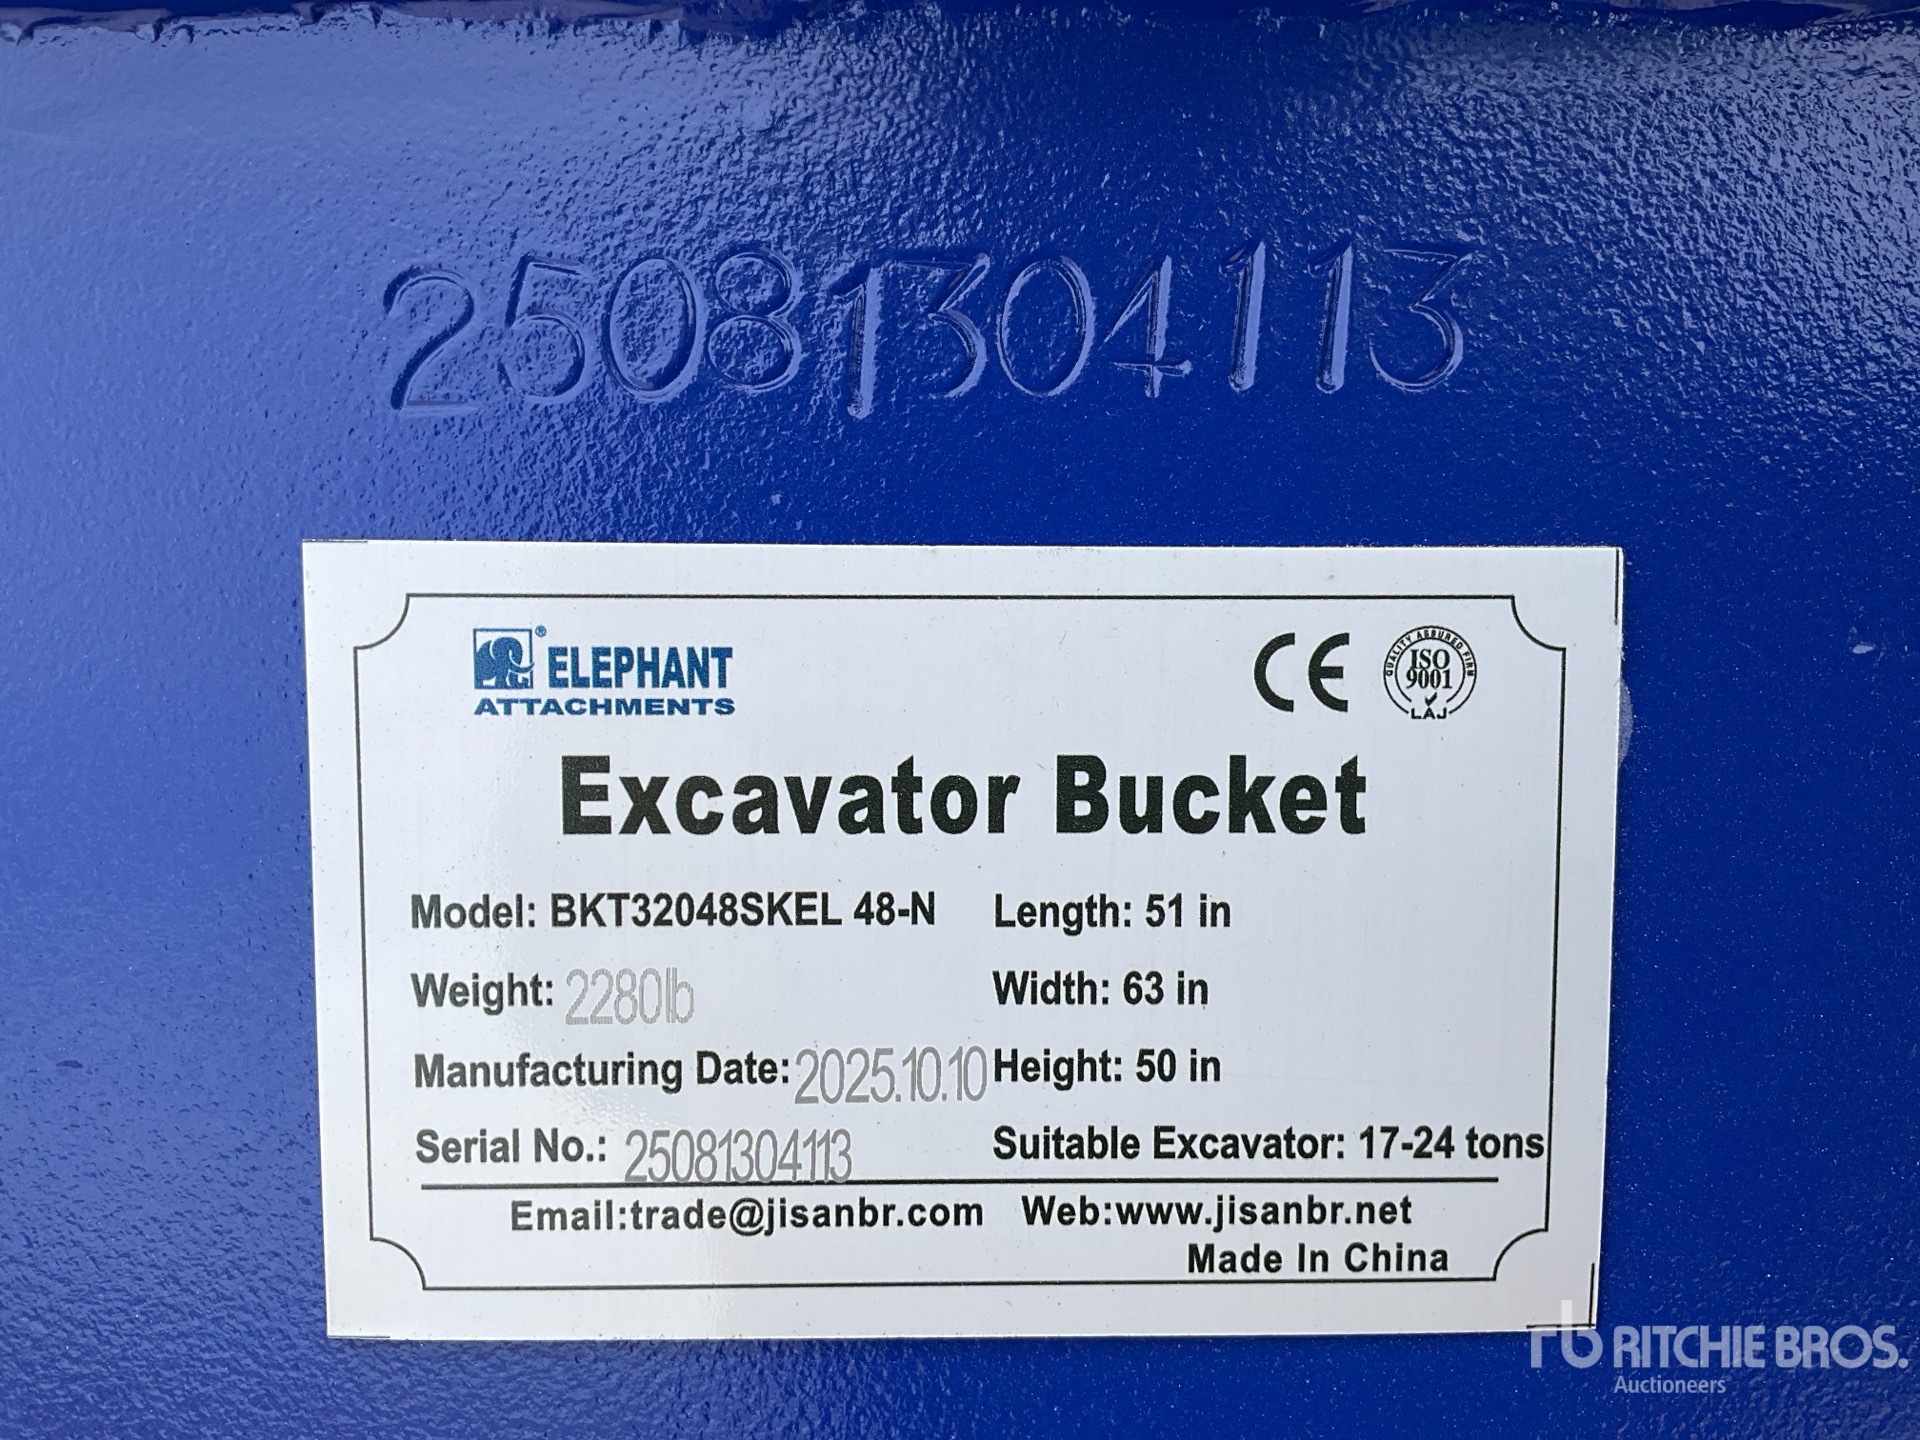 25081304113
ELEPHANT®
ATTACHMENTS
CE
QUALITY ASSURED FIRM
ISO
9001
LAJ
Excavator Bucket
Model: BKT32048SKEL 48-N Length: 51 in
Weight: 2280lb Width: 63 in
Manufacturing Date: 2025.10.10 Height: 50 in
Serial No.: 25081304113 Suitable Excavator: 17-24 tons
Email:trade@jisanbr.com Web:www.jisanbr.net
Made In China
rb RITCHIE BROS.
Auctioneers